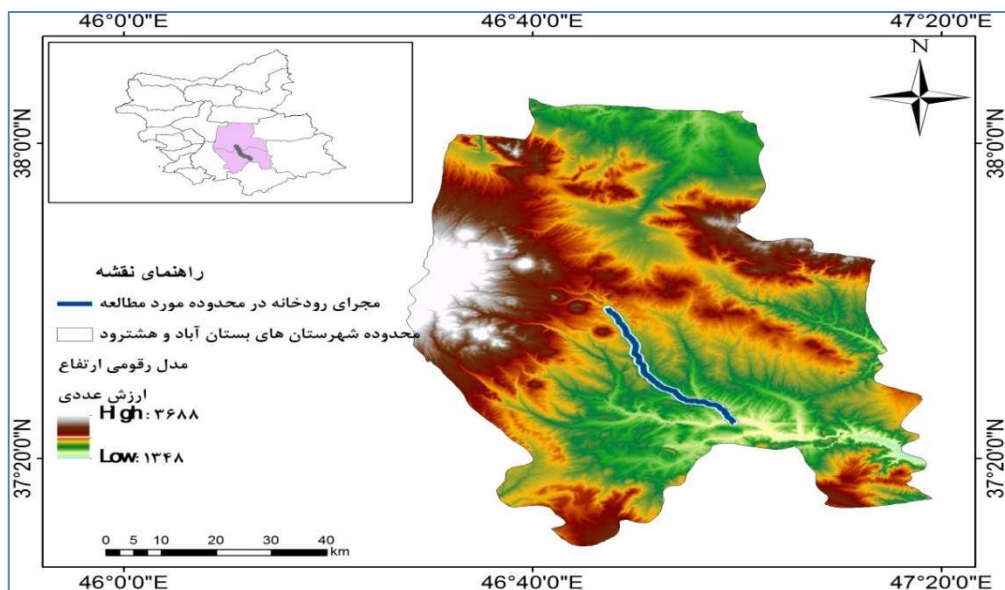 46°0'0"E 46°40'0"E 47°20'0"E
N
38°0'0"N 38°0'0"N
راهنمای نقشه
مجرای رودخانه در محدوده مورد مطالعه
محدوده شهرستان های بستان آباد و هشترود
مدل رقومی ارتفاع
ارزش عددی
High:۳۶۸۸
Low:۱۳۴۸
37°20'0"N 37°20'0"N
0 5 10 20 30 40
km
46°0'0"E 46°40'0"E 47°20'0"E